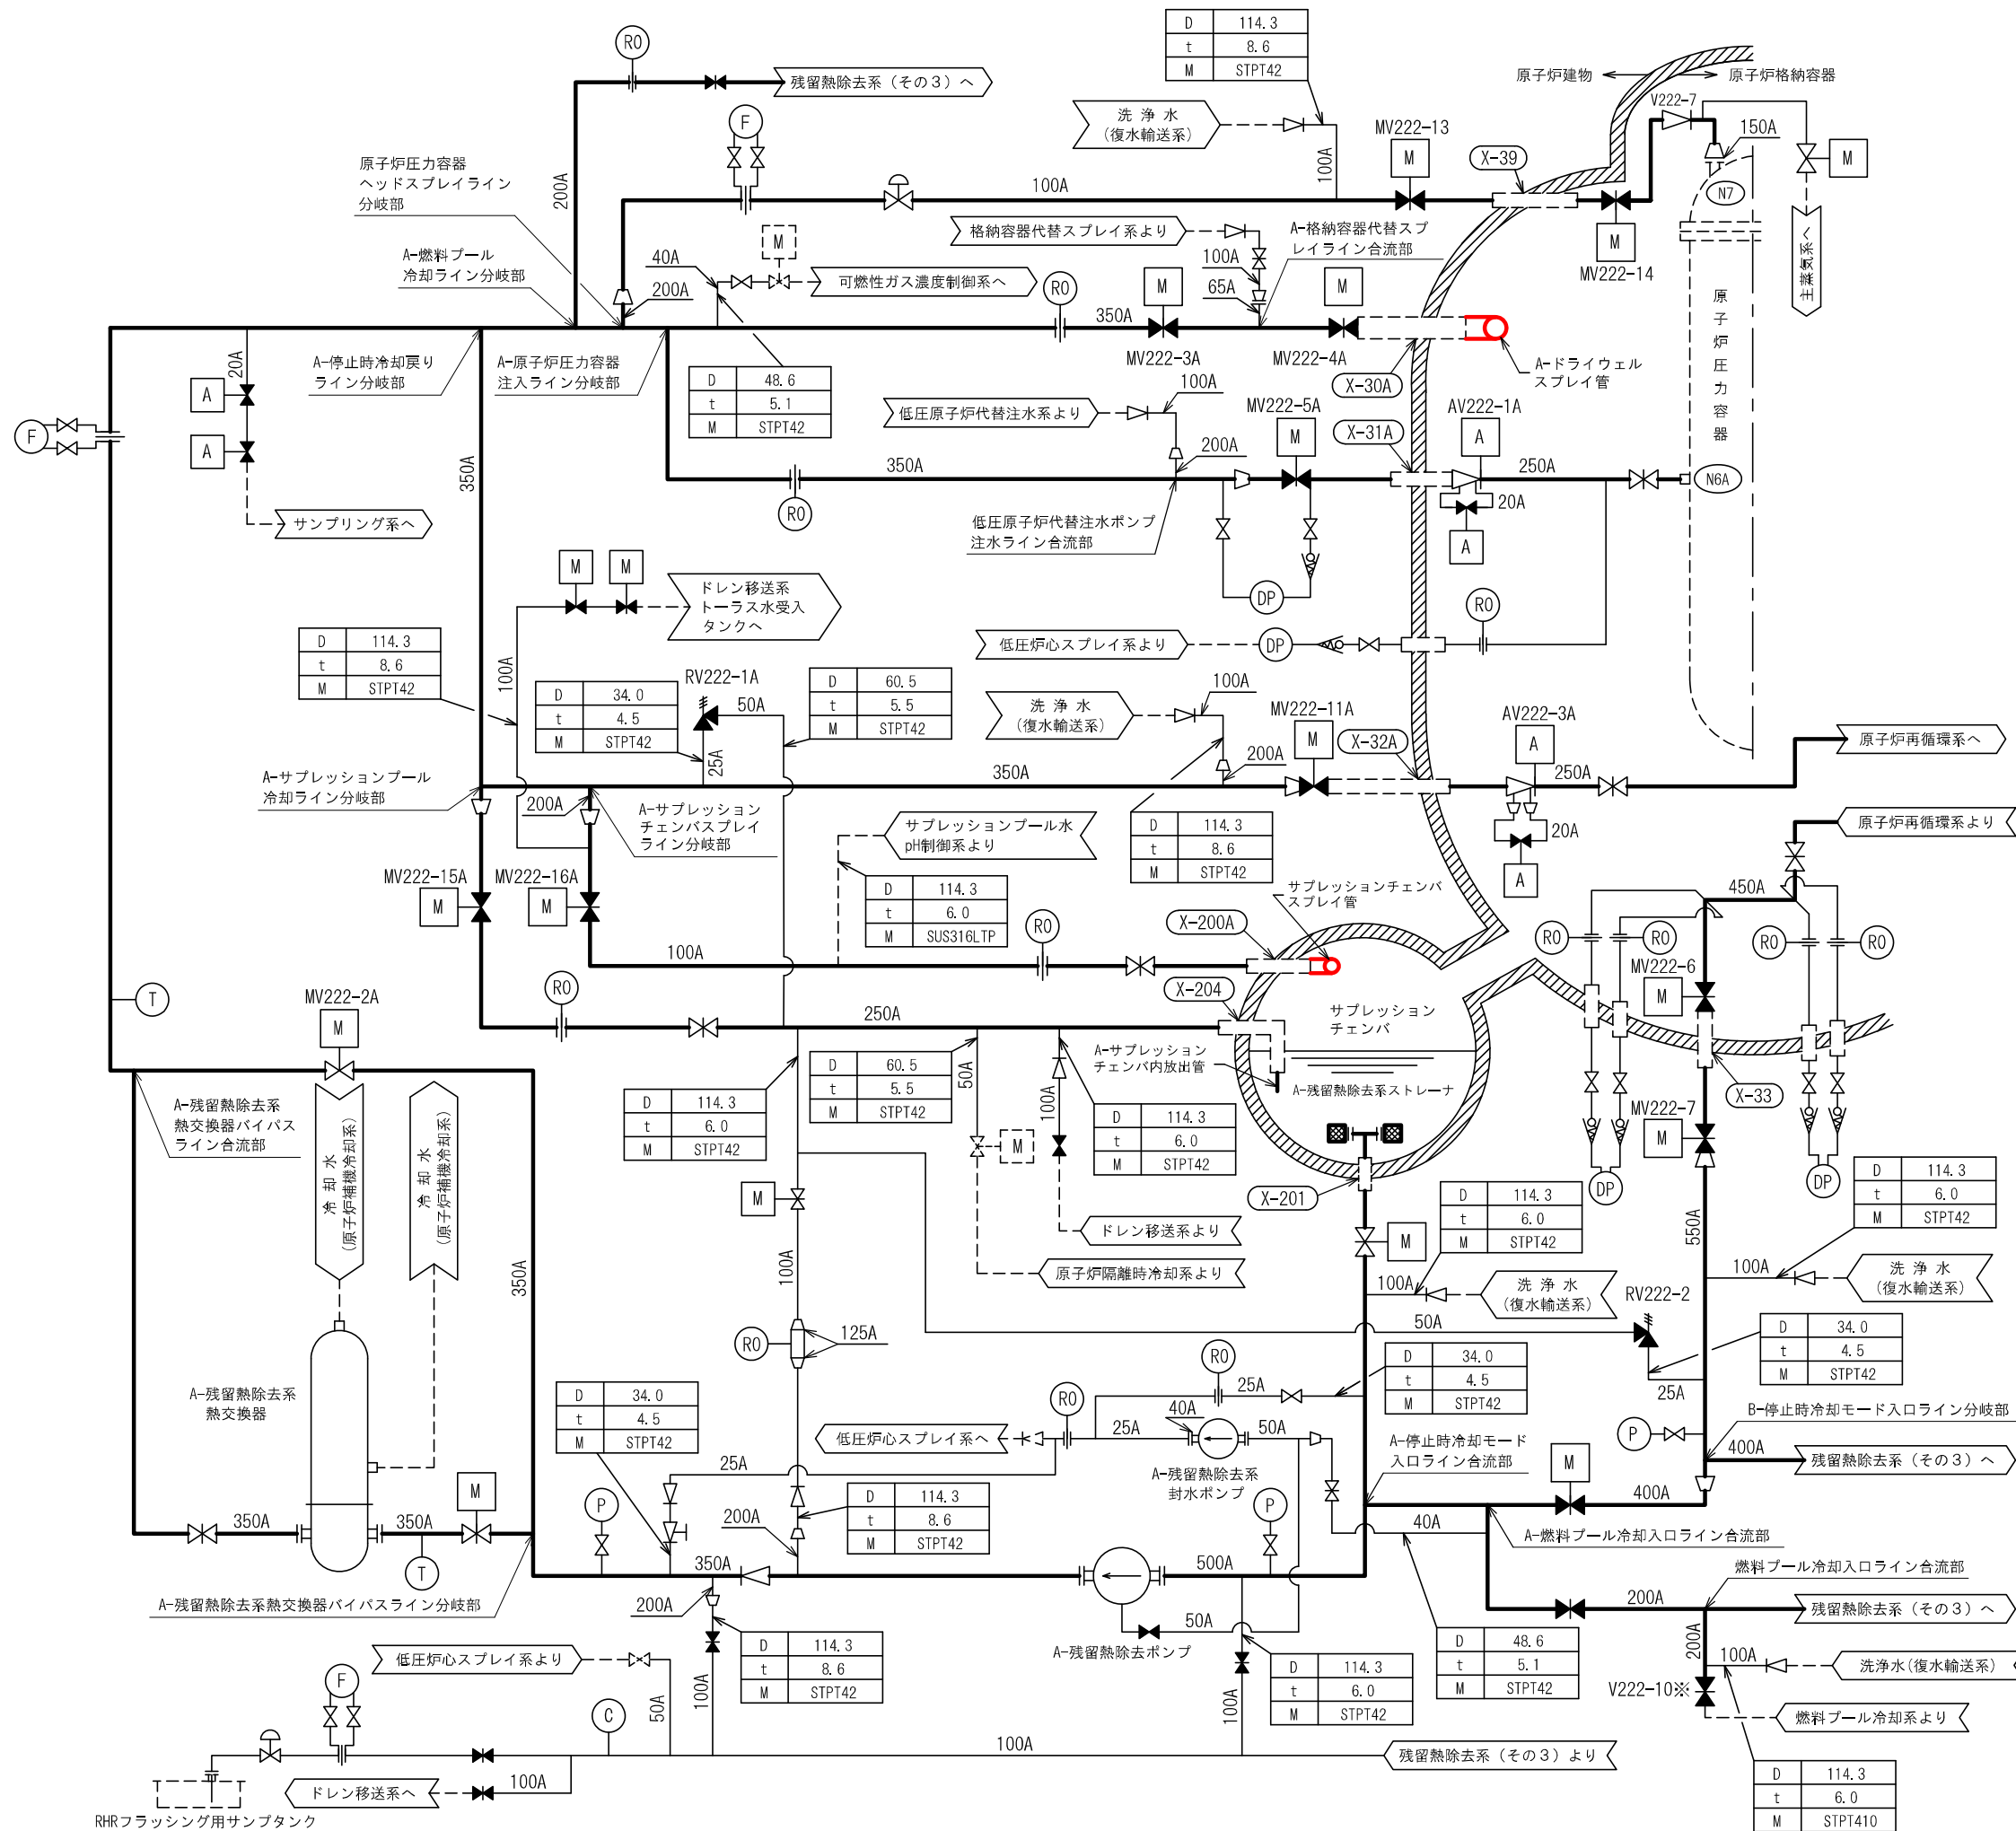 D 114.3
t 8.6
M STPT42
RO
残留熱除去系（その３）へ
原子炉建物
原子炉格納容器
V222-7
150A
M
F
洗 浄 水
(復水輸送系)
100A
MV222-13
M
X-39
N7
原子炉圧力容器
ヘッドスプレイライン
分岐部
200A
100A
M
MV222-14
主蒸気系へ
M
格納容器代替スプレイ系より
A-格納容器代替スプ
レイライン合流部
A-燃料プール
冷却ライン分岐部
40A
200A
可燃性ガス濃度制御系へ
100A
65A
RO
M
M
350A
MV222-3A
MV222-4A
原子炉圧力容器
20A
A-停止時冷却戻り
ライン分岐部
A-原子炉圧力容器
注入ライン分岐部
D 48.6
t 5.1
M STPT42
X-30A
A-ドライウェル
スプレイ管
A
A
F
350A
低圧原子炉代替注水系より
100A
MV222-5A
M
X-31A
AV222-1A
A
350A
200A
250A
N6A
RO
20A
A
サンプリング系へ
低圧原子炉代替注水ポンプ
注水ライン合流部
M
M
ドレン移送系
トーラス水受入
タンクへ
DP
RO
D 114.3
t 8.6
M STPT42
100A
低圧炉心スプレイ系より
DP
D 34.0
t 4.5
M STPT42
RV222-1A
50A
25A
D 60.5
t 5.5
M STPT42
洗 浄 水
(復水輸送系)
100A
MV222-11A
M
X-32A
AV222-3A
A
原子炉再循環系へ
A-サプレッションプール
冷却ライン分岐部
350A
200A
250A
200A
A-サプレッション
チェンバスプレイ
ライン分岐部
サプレッションプール水
pH制御系より
D 114.3
t 8.6
M STPT42
20A
A
原子炉再循環系より
MV222-15A
M
MV222-16A
M
D 114.3
t 6.0
M SUS316LTP
サプレッションチェンバ
スプレイ管
X-200A
450A
RO
RO
RO
RO
RO
100A
MV222-6
M
T
MV222-2A
M
RO
250A
X-204
サプレッション
チェンバ
A-サプレッション
チェンバ内放出管
A-残留熱除去系ストレーナ
D 60.5
t 5.5
M STPT42
50A
100A
D 114.3
t 6.0
M STPT42
D 114.3
t 6.0
M STPT42
A-残留熱除去系
熱交換器バイパス
ライン合流部
冷 却 水
(原子炉補機冷却系)
冷 却 水
(原子炉補機冷却系)
350A
M
M
X-201
MV222-7
M
X-33
DP
DP
550A
D 114.3
t 6.0
M STPT42
D 114.3
t 6.0
M STPT42
ドレン移送系より
原子炉隔離時冷却系より
M
100A
100A
洗 浄 水
(復水輸送系)
100A
洗 浄 水
(復水輸送系)
RV222-2
50A
25A
D 34.0
t 4.5
M STPT42
RO
125A
A-残留熱除去系
熱交換器
D 34.0
t 4.5
M STPT42
RO
25A
D 34.0
t 4.5
M STPT42
RO
低圧炉心スプレイ系へ
25A
40A
50A
A-残留熱除去系
封水ポンプ
A-停止時冷却モード
入口ライン合流部
P
B-停止時冷却モード入口ライン分岐部
400A
残留熱除去系（その３）へ
M
400A
25A
D 114.3
t 8.6
M STPT42
P
200A
P
40A
A-燃料プール冷却入口ライン合流部
350A
350A
M
T
350A
500A
燃料プール冷却入口ライン合流部
A-残留熱除去系熱交換器バイパスライン分岐部
200A
50A
A-残留熱除去ポンプ
200A
残留熱除去系（その３）へ
D 114.3
t 8.6
M STPT42
D 114.3
t 6.0
M STPT42
D 48.6
t 5.1
M STPT42
200A
100A
洗浄水(復水輸送系)
V222-10※
燃料プール冷却系より
低圧炉心スプレイ系より
50A
100A
100A
F
C
100A
残留熱除去系（その３）より
ドレン移送系へ
100A
RHRフラッシング用サンプタンク
D 114.3
t 6.0
M STPT410